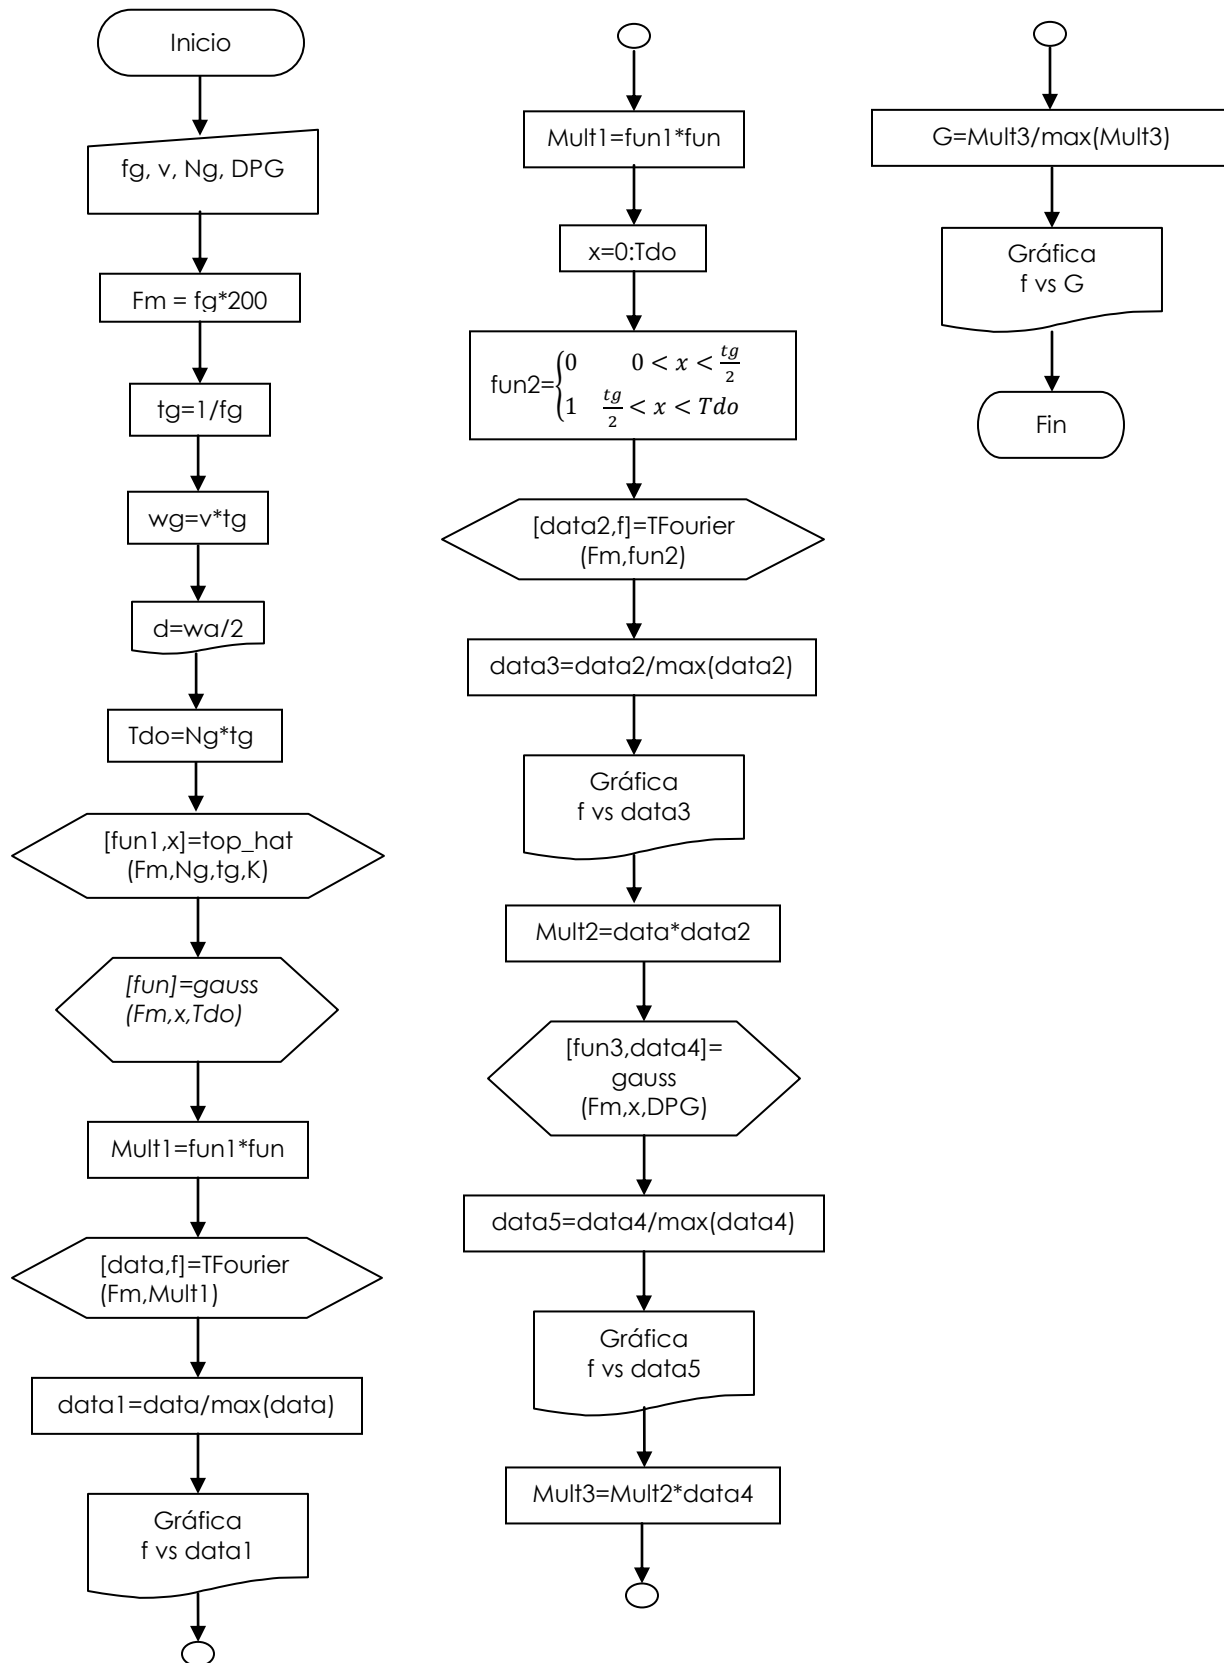 Inicio
fg, v, Ng, DPG
Fm = fg*200
tg=1/fg
wg=v*tg
d=wg/2
Tdo=Ng*tg
[fun1,x]=top_hat
(Fm,Ng,tg,K)
[fun]=gauss
(Fm,x,Tdo)
Mult1=fun1*fun
[data,f]=TFourier
(Fm,Mult1)
data1=data/max(data)
Gráfica
f vs data1
Mult1=fun1*fun
x=0:Tdo
fun2={0 0 < x < tg/2
1 tg/2 < x < Tdo
[data2,f]=TFourier
(Fm,fun2)
data3=data2/max(data2)
Gráfica
f vs data3
Mult2=data*data2
[fun3,data4]=
gauss
(Fm,x,DPG)
data5=data4/max(data4)
Gráfica
f vs data5
Mult3=Mult2*data4
G=Mult3/max(Mult3)
Gráfica
f vs G
Fin